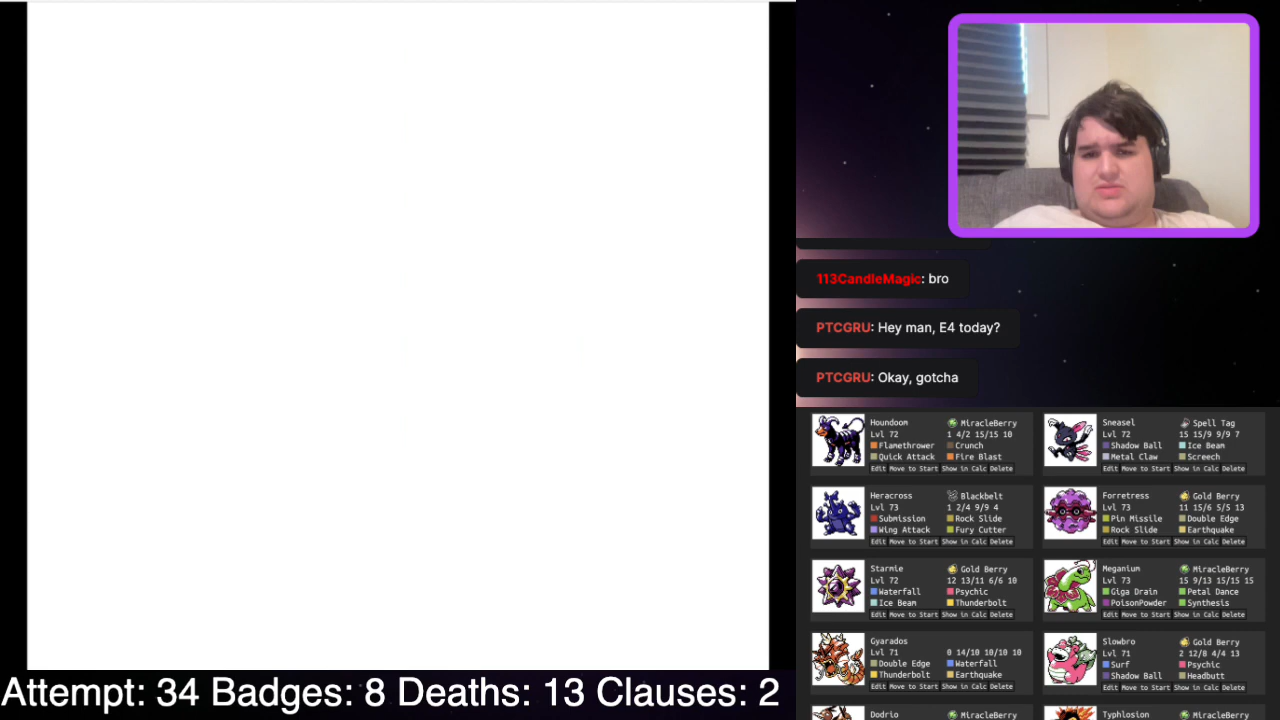 113CandleMagic: bro
PTCGRU: Hey man, E4 today?
PTCGRU: Okay, gotcha
Houndoom MiracleBerry
Lvl 72 1 4/2 15/15 10
Flamethrower Crunch
Quick Attack Fire Blast
Edit Move to Start Show in Calc Delete
Sneasel Spell Tag
Lvl 72 15 15/9 9/9 7
Shadow Ball Ice Beam
Metal Claw Screech
Edit Move to Start Show in Calc Delete
Heracross Blackbelt
Lvl 73 1 2/4 9/9 4
Submission Rock Slide
Wing Attack Fury Cutter
Edit Move to Start Show in Calc Delete
Forretress Gold Berry
Lvl 73 11 15/6 5/5 13
Pin Missile Double Edge
Rock Slide Earthquake
Edit Move to Start Show in Calc Delete
Starmie Gold Berry
Lvl 72 12 13/11 6/6 10
Waterfall Psychic
Ice Beam Thunderbolt
Edit Move to Start Show in Calc Delete
Meganium MiracleBerry
Lvl 73 15 9/13 15/15 15
Giga Drain Petal Dance
PoisonPowder Synthesis
Edit Move to Start Show in Calc Delete
Gyarados
Lvl 71 0 14/10 10/10 10
Double Edge Waterfall
Thunderbolt Earthquake
Edit Move to Start Show in Calc Delete
Slowbro Gold Berry
Lvl 71 2 12/8 4/4 13
Surf Psychic
Shadow Ball Headbutt
Edit Move to Start Show in Calc Delete
Dodrio MiracleBerry
Typhlosion MiracleBerry
Attempt: 34 Badges: 8 Deaths: 13 Clauses: 2